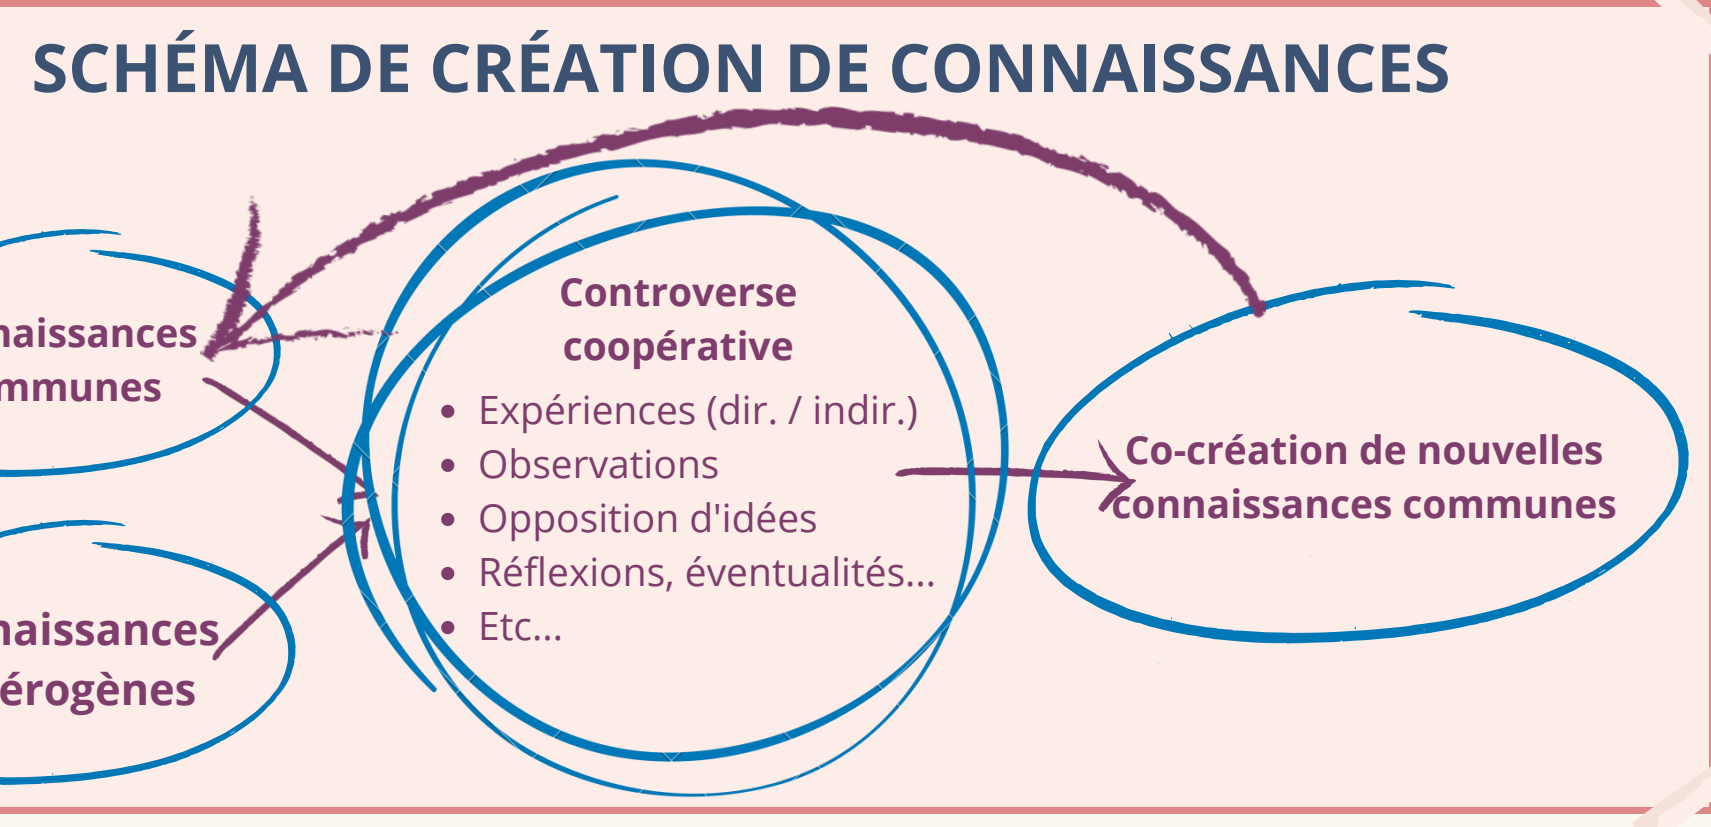 SCHÉMA DE CRÉATION DE CONNAISSANCES
naissances
mmunes
naissances
érogènes
Controverse
coopérative
• Expériences (dir. / indir.)
• Observations
• Opposition d'idées
• Réflexions, éventualités...
• Etc...
Co-création de nouvelles
connaissances communes